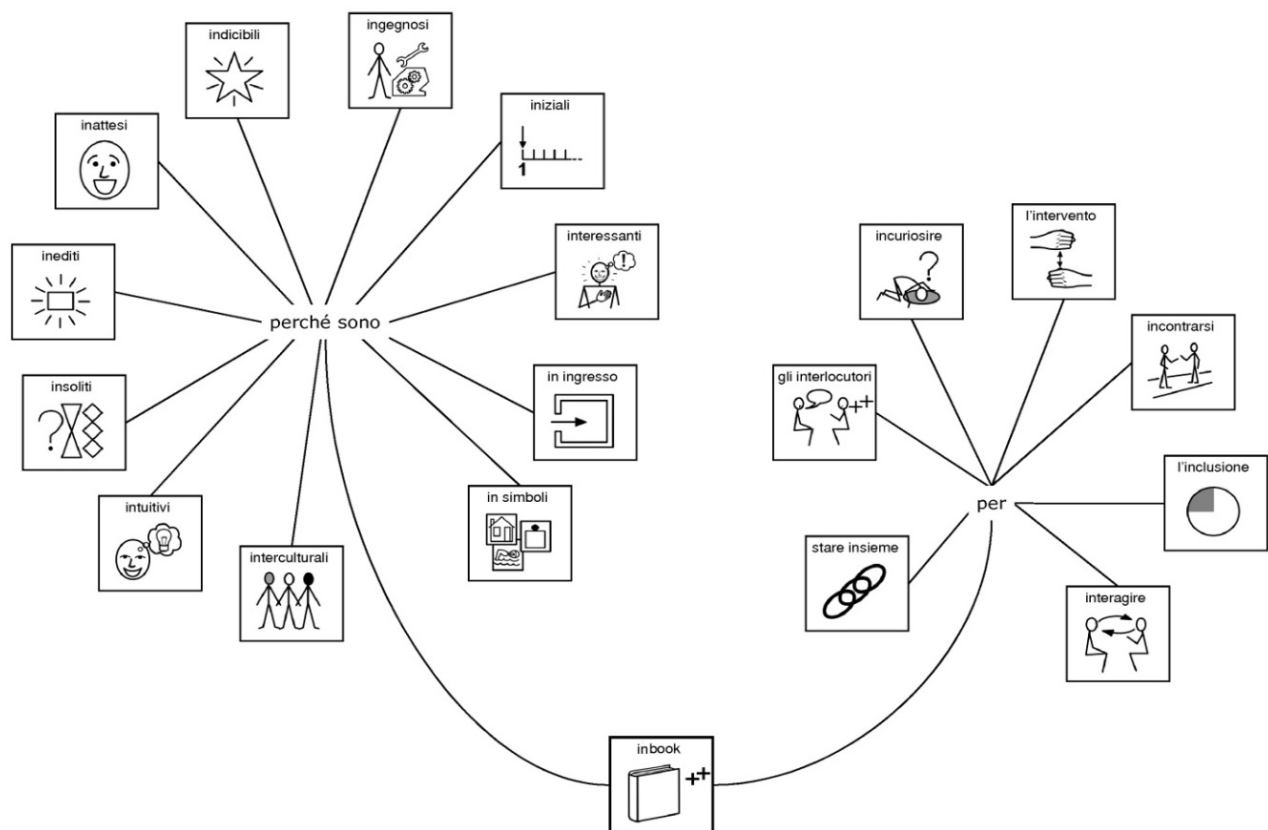 ingegnosi
indicibili
iniziali
inattesi
interessanti
inediti
perché sono
in ingresso
insoliti
in simboli
intuitivi
interculturali
l'intervento
incuriosire
incontrarsi
gli interlocutori
l'inclusione
per
stare insieme
interagire
inbook
1
?
!
?
++
++